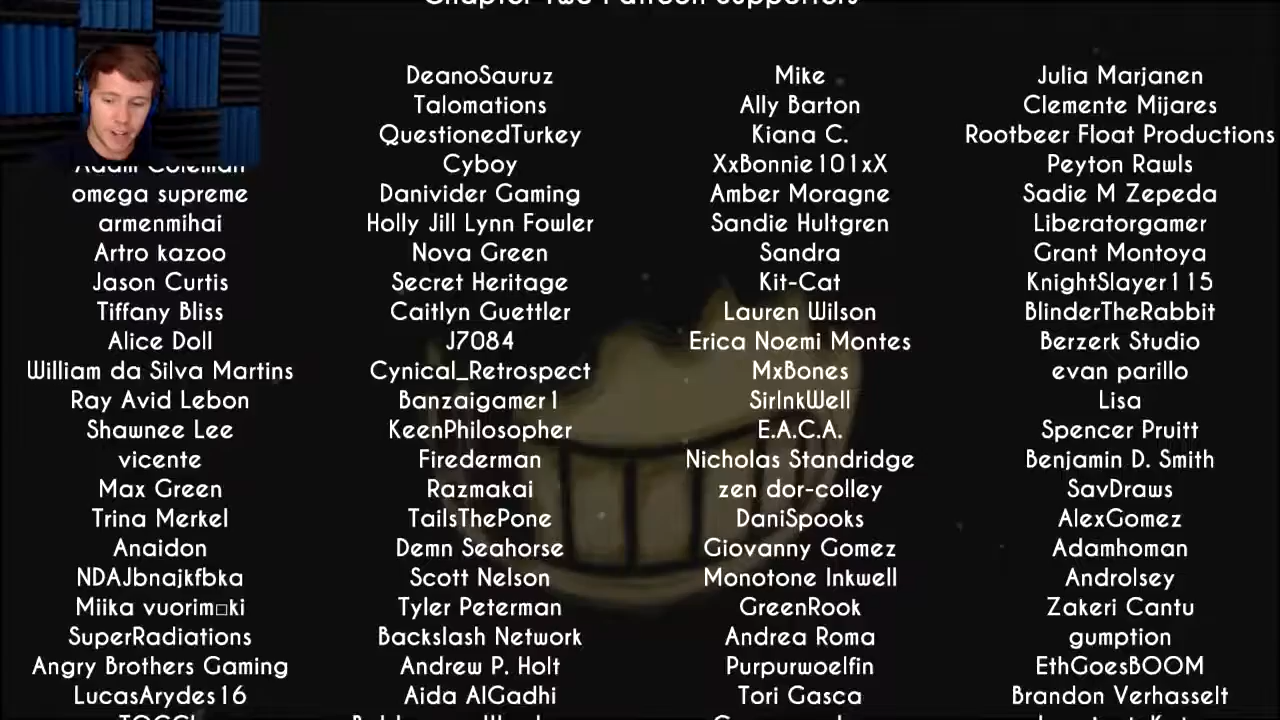 Chapter Two Patreon Supporters
DeanoSauruz Mike Julia Marjanen
Talomations Ally Barton Clemente Mijares
QuestionedTurkey Kiana C. Rootbeer Float Productions
Adam Coleman Cyboy XxBonnie101xX Peyton Rawls
omega supreme Danivider Gaming Amber Moragne Sadie M Zepeda
armenmihai Holly Jill Lynn Fowler Sandie Hultgren Liberatorgamer
Artro kazoo Nova Green Sandra Grant Montoya
Jason Curtis Secret Heritage Kit-Cat KnightSlayer115
Tiffany Bliss Caitlyn Guettler Lauren Wilson BlinderTheRabbit
Alice Doll J7084 Erica Noemi Montes Berzerk Studio
William da Silva Martins Cynical_Retrospect MxBones evan parillo
Ray Avid Lebon Banzaigamer1 SirInkWell Lisa
Shawnee Lee KeenPhilosopher E.A.C.A. Spencer Pruitt
vicente Firederman Nicholas Standridge Benjamin D. Smith
Max Green Razmakai zen dor-colley SavDraws
Trina Merkel TailsThePone DaniSpooks AlexGomez
Anaidon Demn Seahorse Giovanny Gomez Adamhoman
NDAJbnajkfbka Scott Nelson Monotone Inkwell Androlsey
Miika vuorim□ki Tyler Peterman GreenRook Zakeri Cantu
SuperRadiations Backslash Network Andrea Roma gumption
Angry Brothers Gaming Andrew P. Holt Purpurwoelfin EthGoesBOOM
LucasArydes16 Aida AlGadhi Tori Gasca Brandon Verhasselt